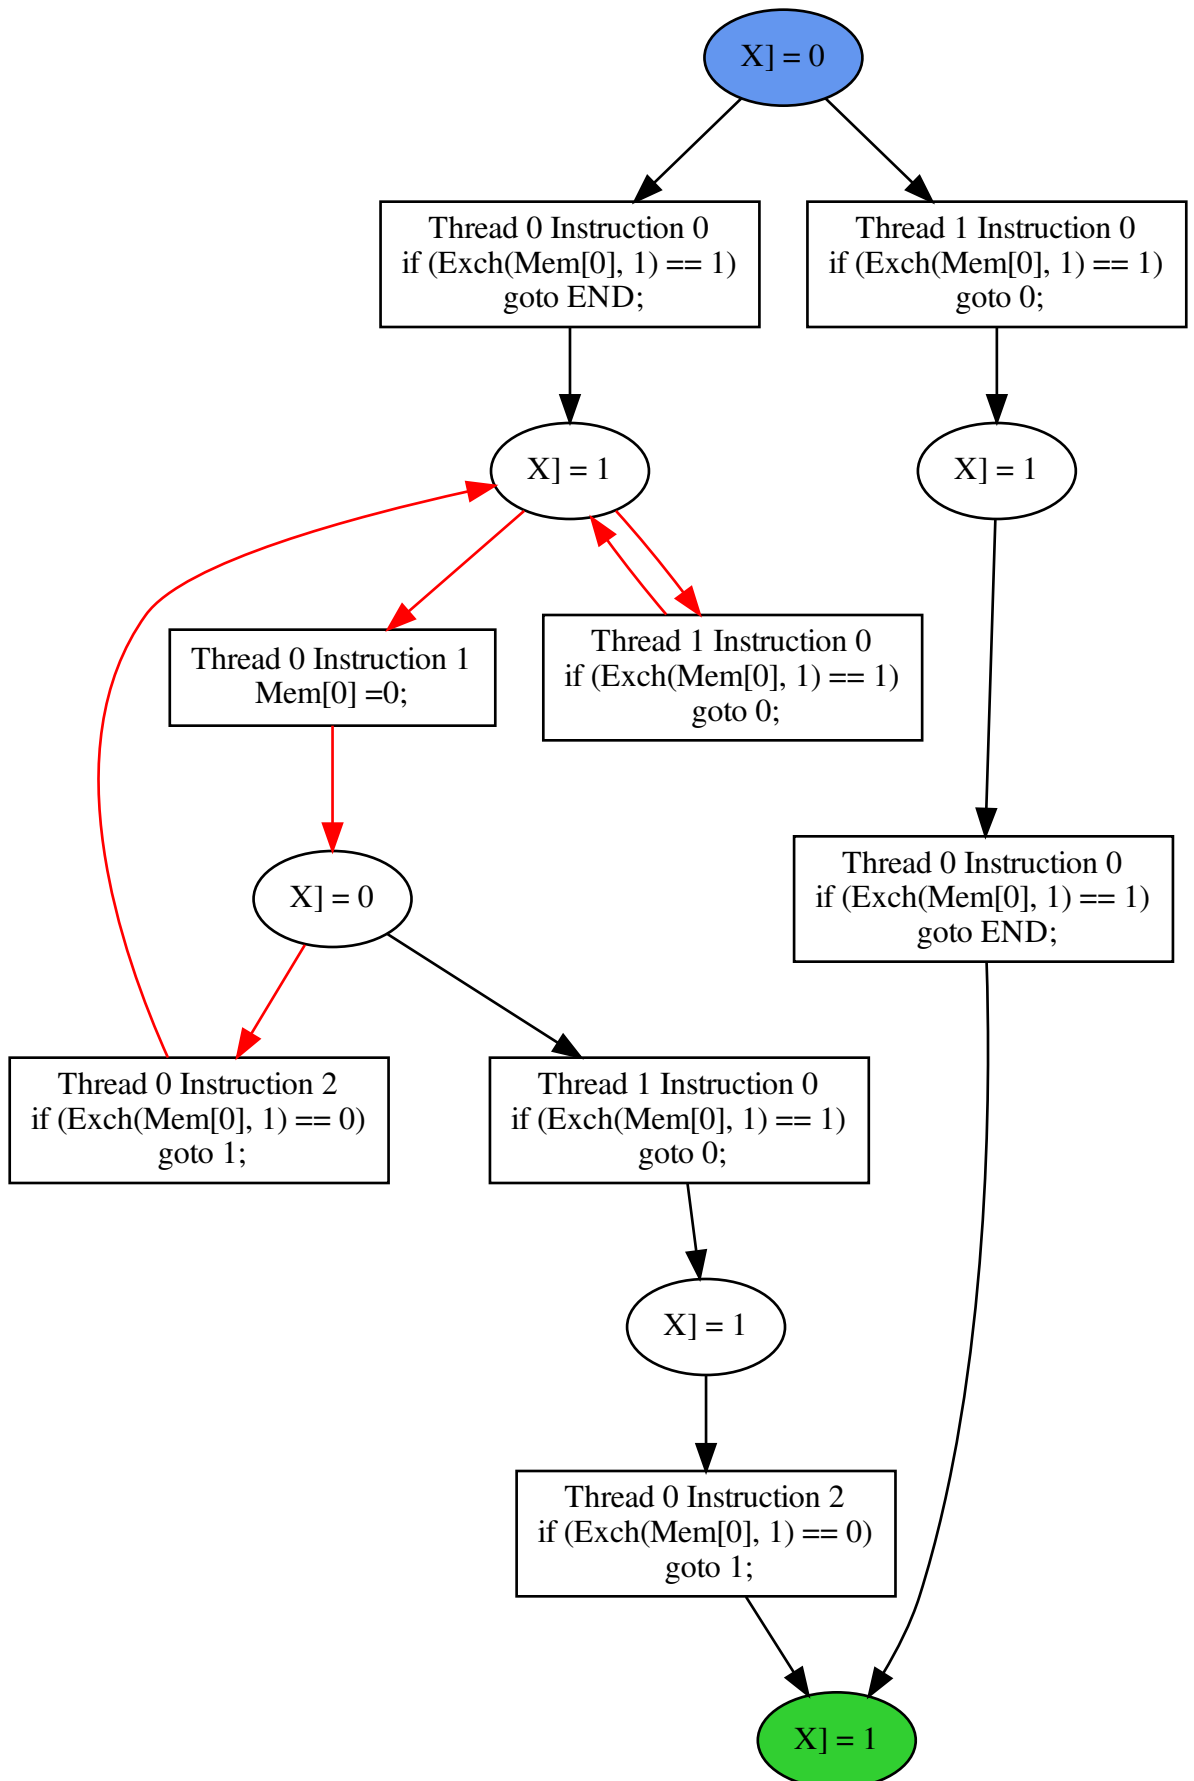 X] = 0
Thread 0 Instruction 0
if (Exch(Mem[0], 1) == 1)
goto END;
Thread 1 Instruction 0
if (Exch(Mem[0], 1) == 1)
goto 0;
X] = 1
X] = 1
Thread 0 Instruction 1
Mem[0] =0;
Thread 1 Instruction 0
if (Exch(Mem[0], 1) == 1)
goto 0;
X] = 0
Thread 0 Instruction 0
if (Exch(Mem[0], 1) == 1)
goto END;
Thread 0 Instruction 2
if (Exch(Mem[0], 1) == 0)
goto 1;
Thread 1 Instruction 0
if (Exch(Mem[0], 1) == 1)
goto 0;
X] = 1
Thread 0 Instruction 2
if (Exch(Mem[0], 1) == 0)
goto 1;
X] = 1